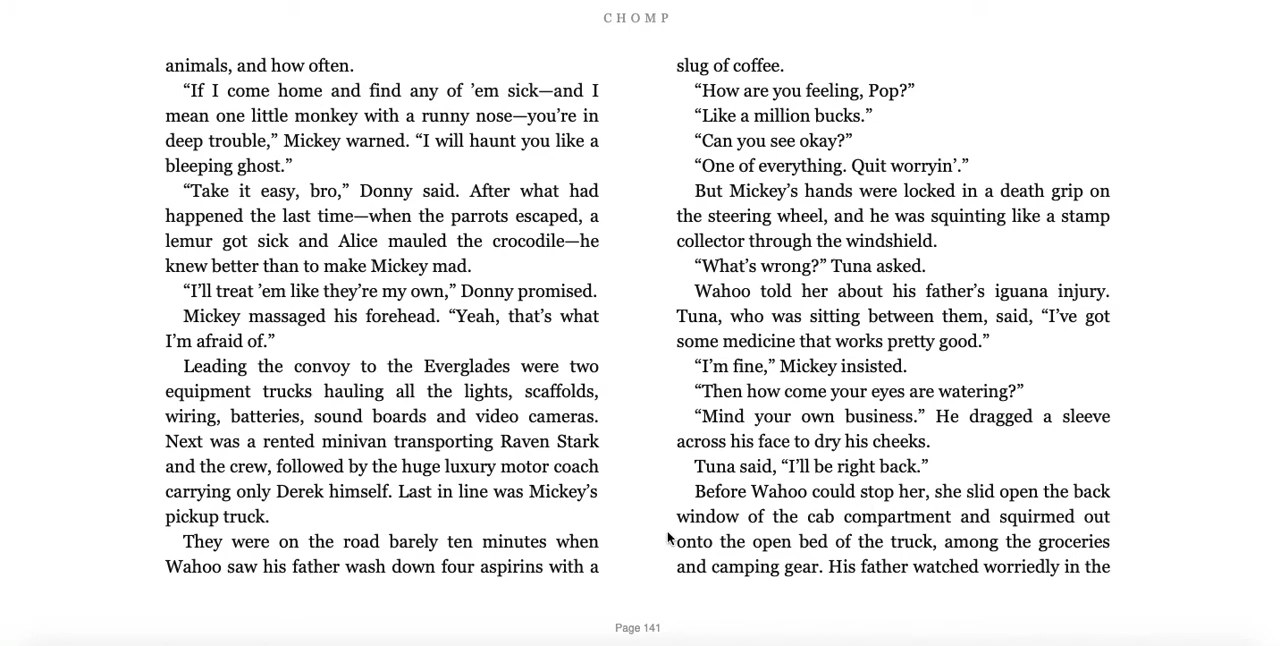 CHOMP
animals, and how often.
“If I come home and find any of ’em sick—and I
mean one little monkey with a runny nose—you’re in
deep trouble,” Mickey warned. “I will haunt you like a
bleeping ghost.”
“Take it easy, bro,” Donny said. After what had
happened the last time—when the parrots escaped, a
lemur got sick and Alice mauled the crocodile—he
knew better than to make Mickey mad.
“I’ll treat ’em like they’re my own,” Donny promised.
Mickey massaged his forehead. “Yeah, that’s what
I’m afraid of.”
Leading the convoy to the Everglades were two
equipment trucks hauling all the lights, scaffolds,
wiring, batteries, sound boards and video cameras.
Next was a rented minivan transporting Raven Stark
and the crew, followed by the huge luxury motor coach
carrying only Derek himself. Last in line was Mickey’s
pickup truck.
They were on the road barely ten minutes when
Wahoo saw his father wash down four aspirins with a
slug of coffee.
“How are you feeling, Pop?”
“Like a million bucks.”
“Can you see okay?”
“One of everything. Quit worryin’.”
But Mickey’s hands were locked in a death grip on
the steering wheel, and he was squinting like a stamp
collector through the windshield.
“What’s wrong?” Tuna asked.
Wahoo told her about his father’s iguana injury.
Tuna, who was sitting between them, said, “I’ve got
some medicine that works pretty good.”
“I’m fine,” Mickey insisted.
“Then how come your eyes are watering?”
“Mind your own business.” He dragged a sleeve
across his face to dry his cheeks.
Tuna said, “I’ll be right back.”
Before Wahoo could stop her, she slid open the back
window of the cab compartment and squirmed out
onto the open bed of the truck, among the groceries
and camping gear. His father watched worriedly in the
Page 141